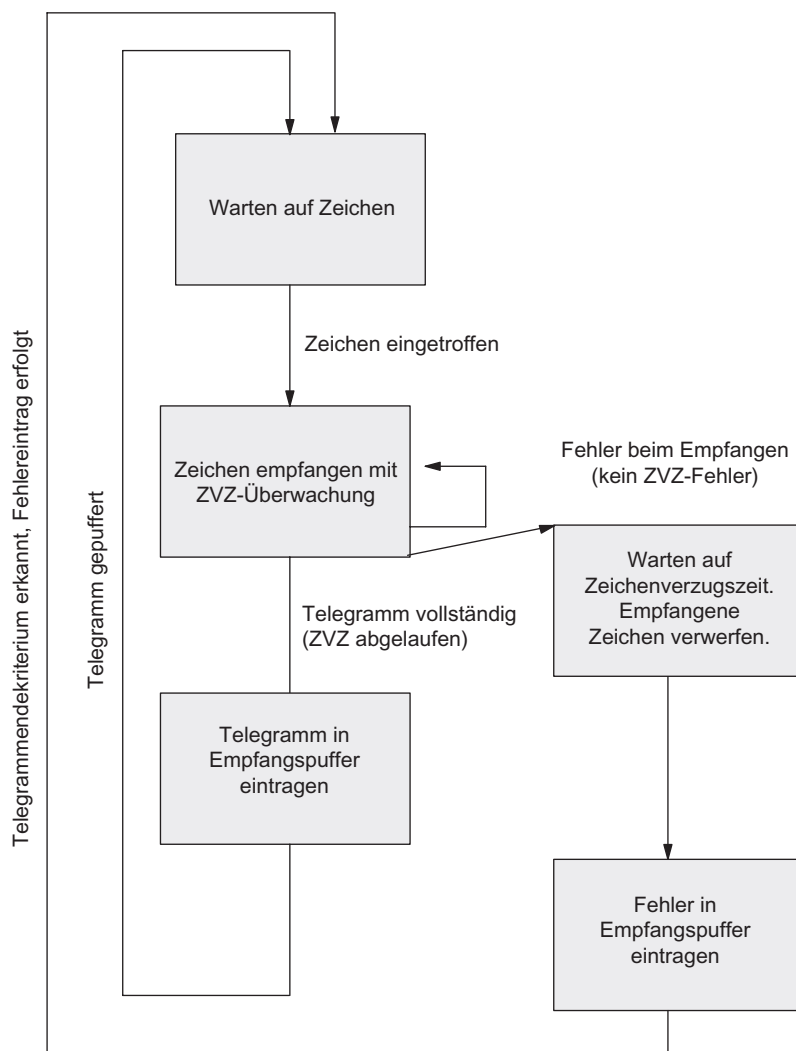 Warten auf Zeichen
Zeichen eingetroffen
Zeichen empfangen mit
ZVZ-Überwachung
Fehler beim Empfangen
(kein ZVZ-Fehler)
Warten auf
Zeichenverzugszeit.
Empfangene
Zeichen verwerfen.
Telegramm vollständig
(ZVZ abgelaufen)
Telegramm in
Empfangspuffer
eintragen
Fehler in
Empfangspuffer
eintragen
Telegramm gepuffert
Telegrammendekriterium erkannt, Fehlereintrag erfolgt